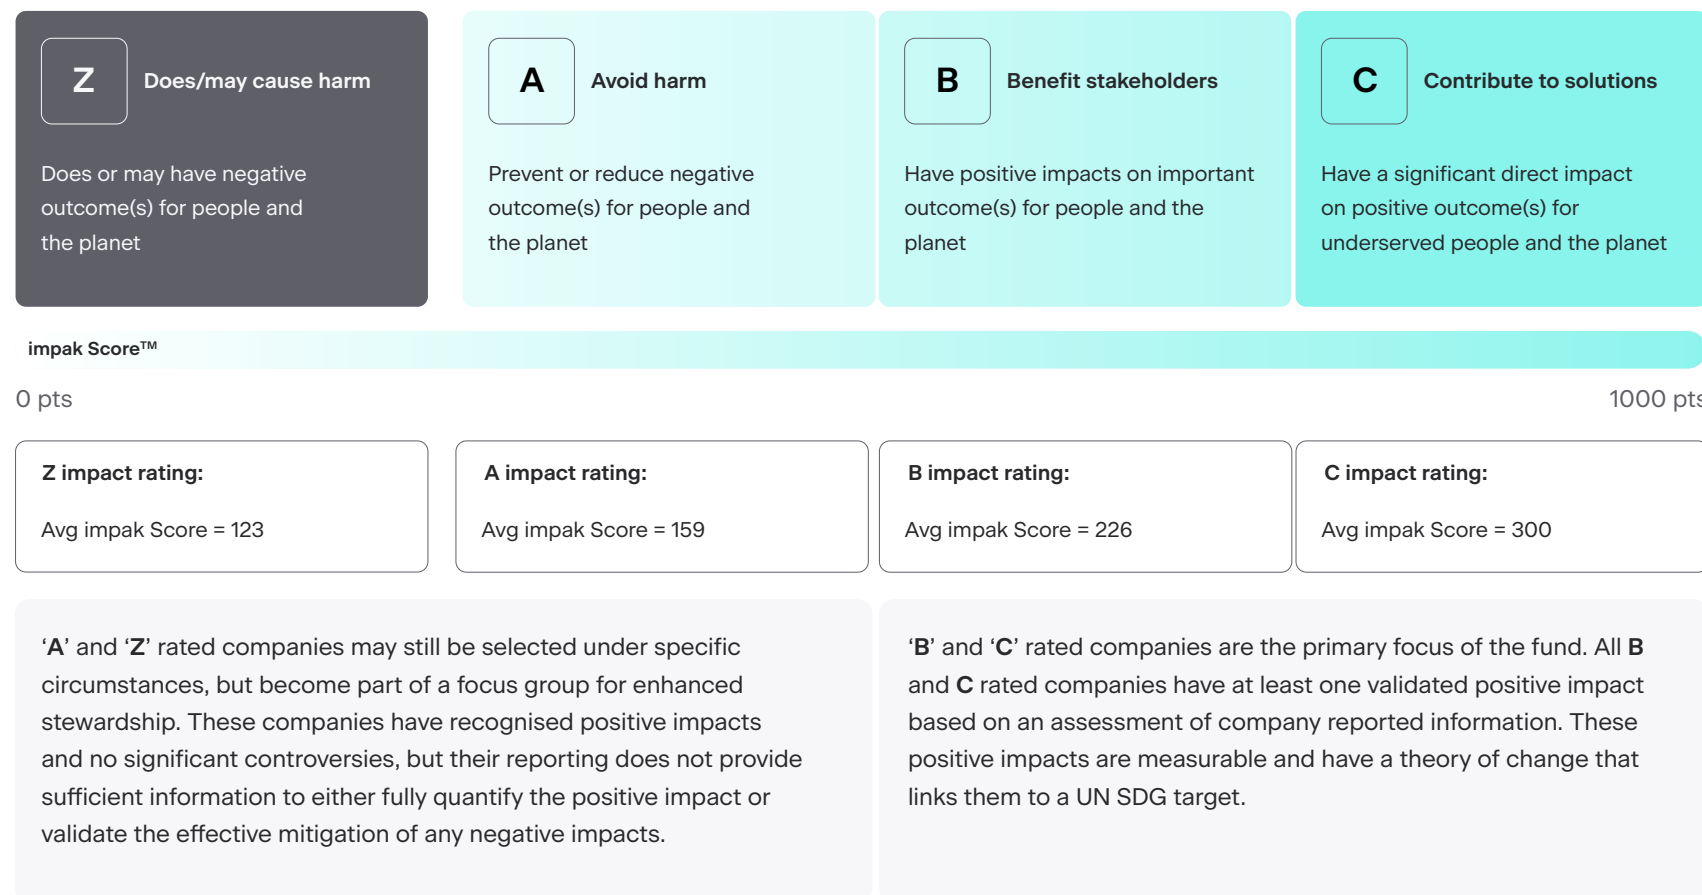 Z
Does/may cause harm
Does or may have negative
outcome(s) for people and
the planet
A
Avoid harm
Prevent or reduce negative
outcome(s) for people and
the planet
B
Benefit stakeholders
Have positive impacts on important
outcome(s) for people and the
planet
C
Contribute to solutions
Have a significant direct impact
on positive outcome(s) for
underserved people and the planet
impak Score™
0 pts
1000 pts
Z impact rating:
Avg impak Score = 123
A impact rating:
Avg impak Score = 159
B impact rating:
Avg impak Score = 226
C impact rating:
Avg impak Score = 300
‘A’ and ‘Z’ rated companies may still be selected under specific
circumstances, but become part of a focus group for enhanced
stewardship. These companies have recognised positive impacts
and no significant controversies, but their reporting does not provide
sufficient information to either fully quantify the positive impact or
validate the effective mitigation of any negative impacts.
‘B’ and ‘C’ rated companies are the primary focus of the fund. All B
and C rated companies have at least one validated positive impact
based on an assessment of company reported information. These
positive impacts are measurable and have a theory of change that
links them to a UN SDG target.